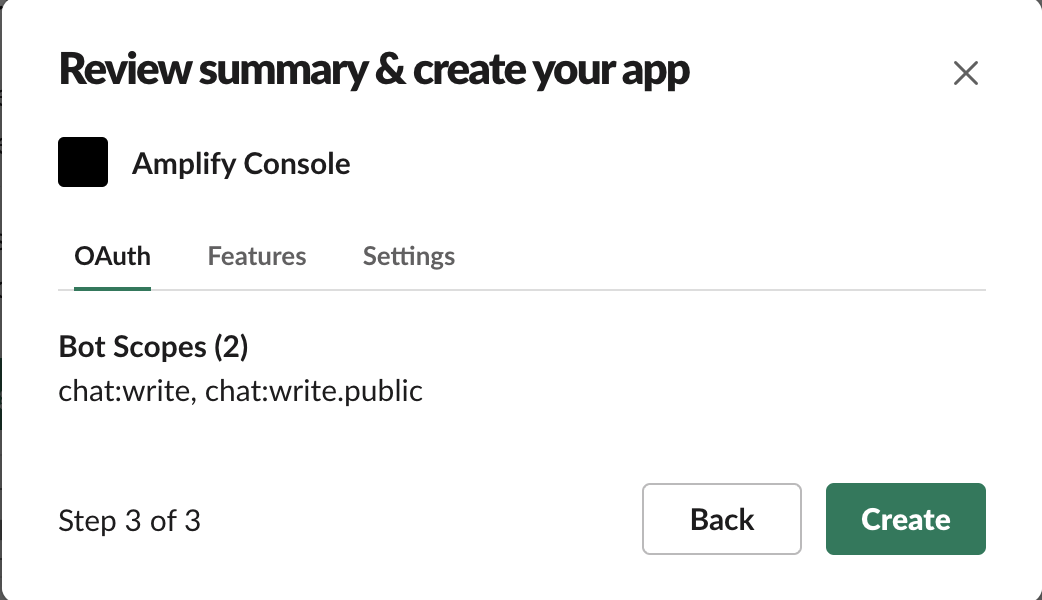 Review summary & create your app
Amplify Console
OAuth Features Settings
Bot Scopes (2)
chat:write, chat:write.public
Step 3 of 3 Back Create